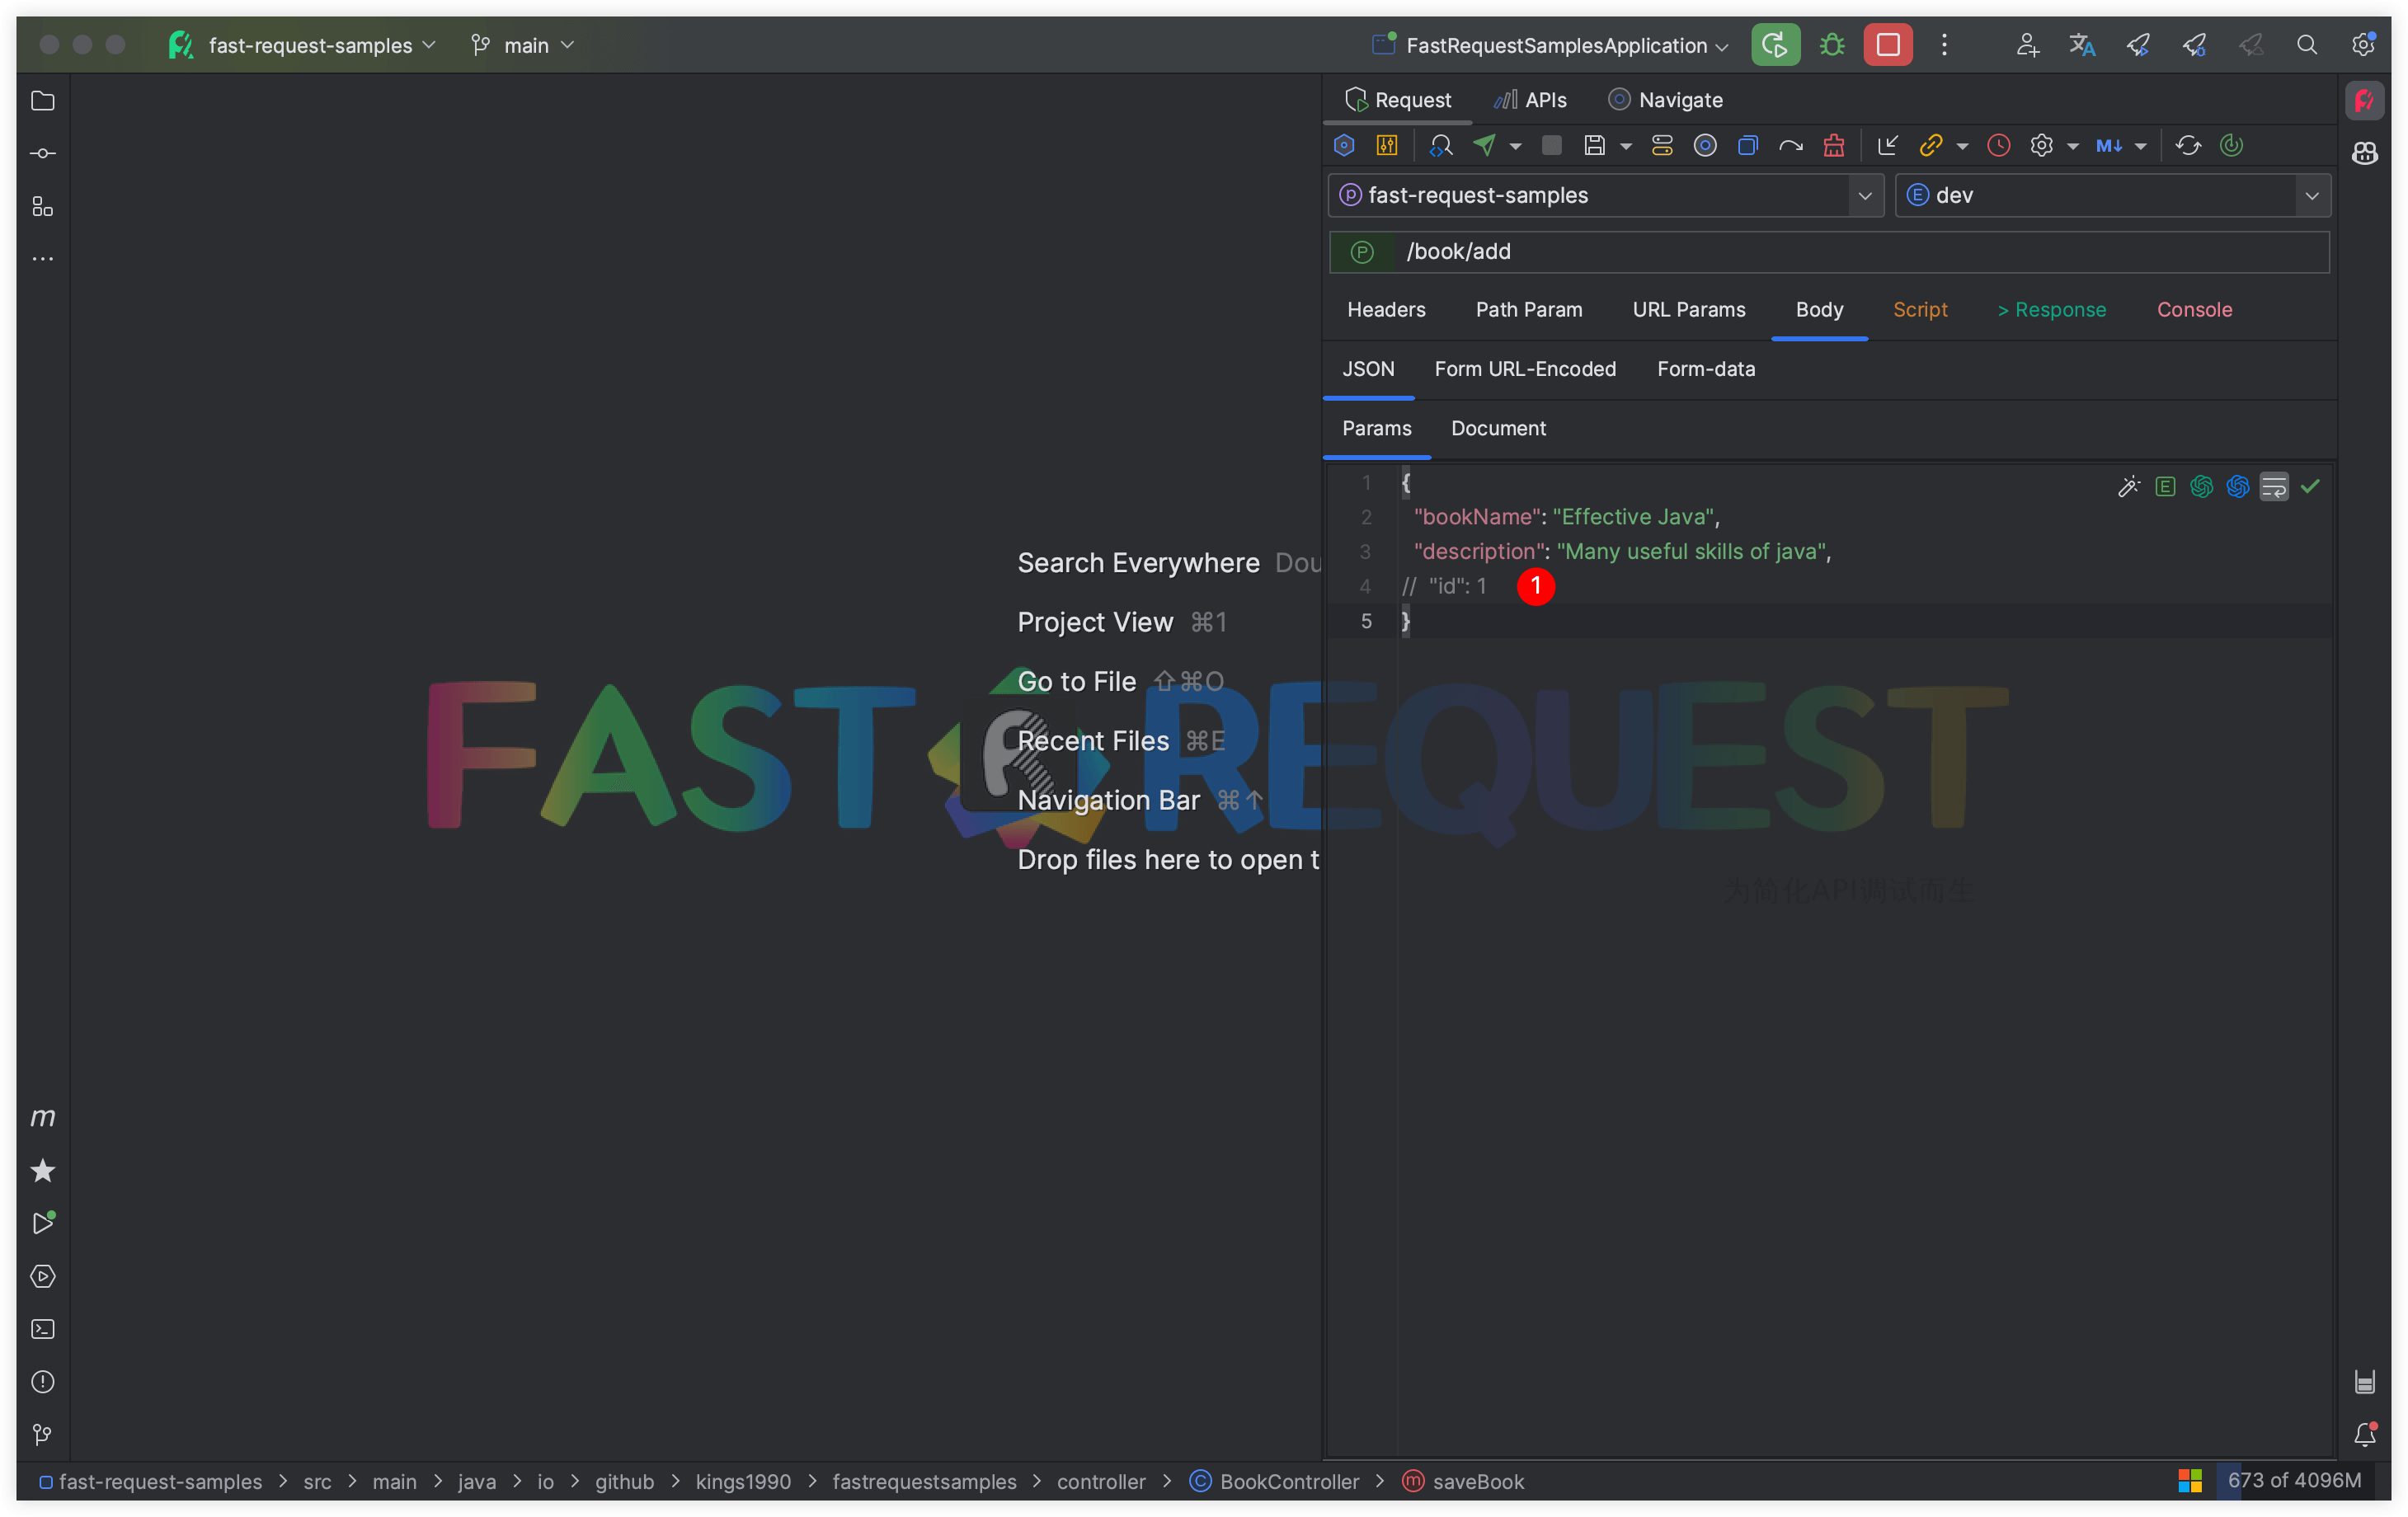 fast-request-samples main FastRequestSamplesApplication
Request APIs Navigate
M↓
fast-request-samples dev
P /book/add
Headers Path Param URL Params Body Script > Response Console
JSON Form URL-Encoded Form-data
Params Document
1 {
2 "bookName": "Effective Java",
3 "description": "Many useful skills of java",
4 // "id": 1 1
5 }
Search Everywhere Dou
Project View ⌘1
Go to File ⇧⌘O
Recent Files ⌘E
Navigation Bar ⌘↑
Drop files here to open t
FAST REQUEST
为简化API调试而生
m
fast-request-samples > src > main > java > io > github > kings1990 > fastrequestsamples > controller > BookController > saveBook
673 of 4096M